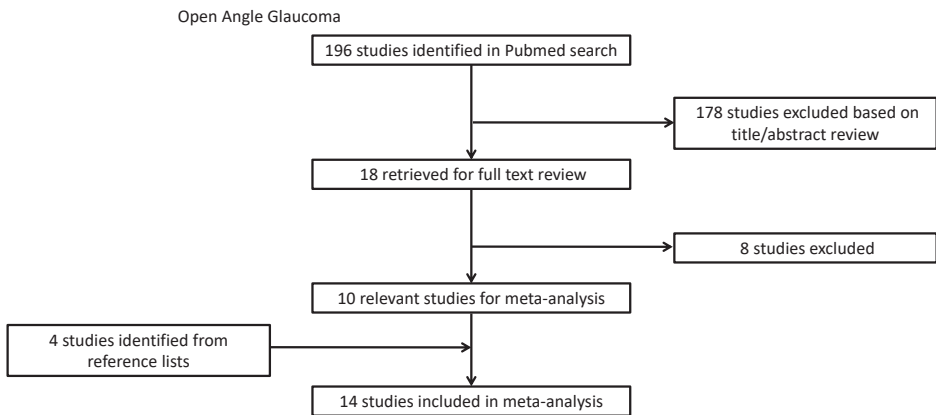 Open Angle Glaucoma
196 studies identified in Pubmed search
178 studies excluded based on
title/abstract review
18 retrieved for full text review
8 studies excluded
10 relevant studies for meta-analysis
4 studies identified from
reference lists
14 studies included in meta-analysis